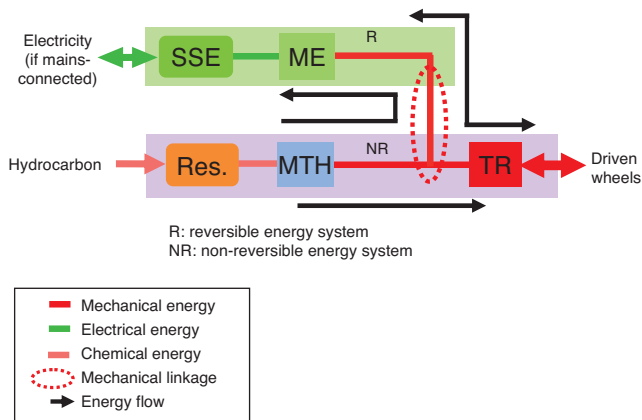 Electricity
(if mains-
connected)
SSE
ME
R
Hydrocarbon
Res.
MTH
NR
TR
Driven
wheels
R: reversible energy system
NR: non-reversible energy system
Mechanical energy
Electrical energy
Chemical energy
Mechanical linkage
Energy flow